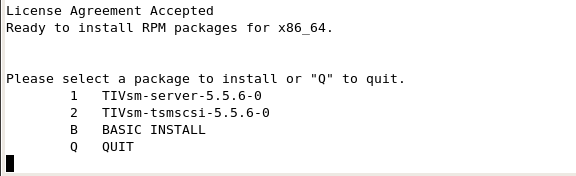 License Agreement Accepted
Ready to install RPM packages for x86_64.
Please select a package to install or "Q" to quit.
1 TIVsm-server-5.5.6-0
2 TIVsm-tsmscsi-5.5.6-0
B BASIC INSTALL
Q QUIT